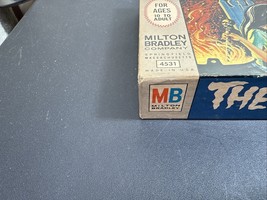 FOR AGES
10 TO
ADULT
MILTON
BRADLEY
COMPANY
SPRINGFIELD
MASSACHUSETTS
4531
MADE IN USA
MB
MILTON
BRADLEY
THE